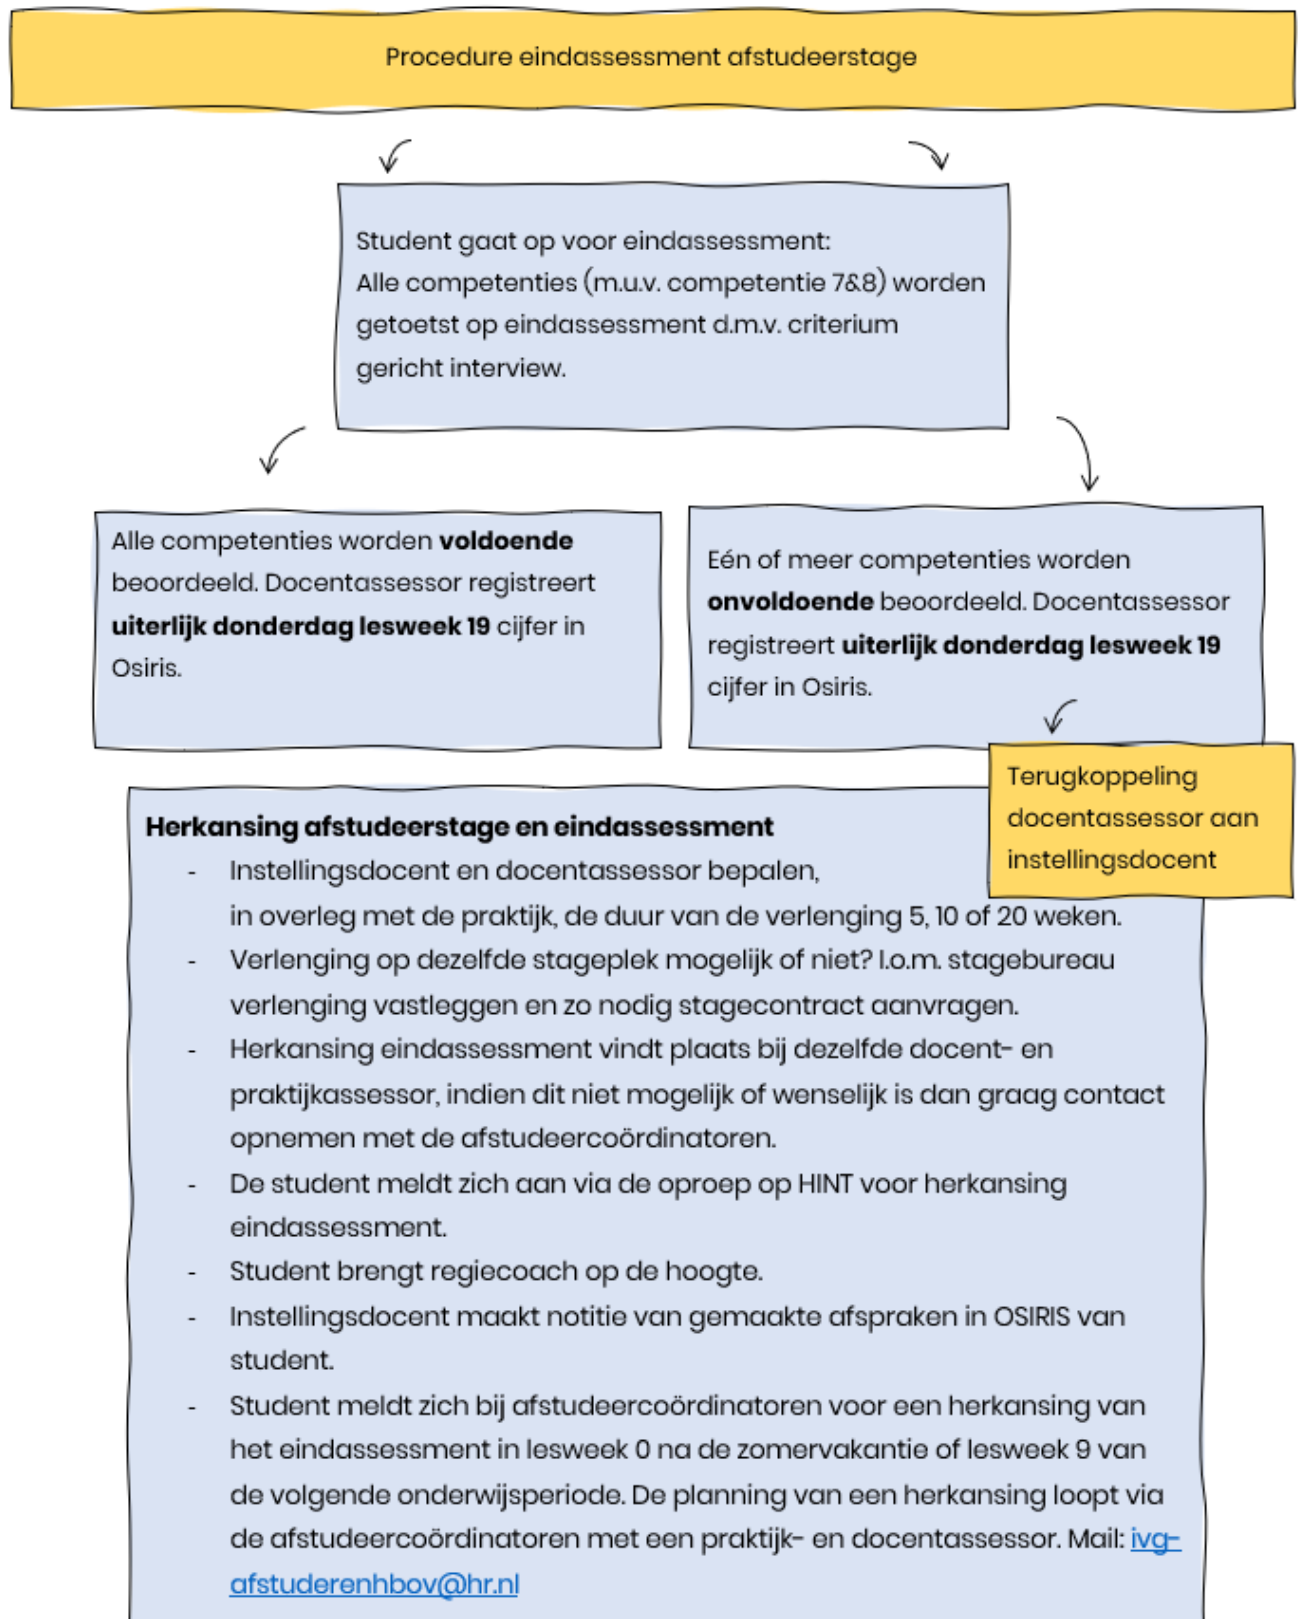 Procedure eindassessment afstudeerstage
Student gaat op voor eindassessment:
Alle competenties (m.u.v. competentie 7&8) worden
getoetst op eindassessment d.m.v. criterium
gericht interview.
Alle competenties worden voldoende
beoordeeld. Docentassessor registreert
uiterlijk donderdag lesweek 19 cijfer in
Osiris.
Eén of meer competenties worden
onvoldoende beoordeeld. Docentassessor
registreert uiterlijk donderdag lesweek 19
cijfer in Osiris.
Terugkoppeling
docentassessor aan
instellingsdocent
Herkansing afstudeerstage en eindassessment
- Instellingsdocent en docentassessor bepalen,
in overleg met de praktijk, de duur van de verlenging 5, 10 of 20 weken.
- Verlenging op dezelfde stageplek mogelijk of niet? I.o.m. stagebureau
verlenging vastleggen en zo nodig stagecontract aanvragen.
- Herkansing eindassessment vindt plaats bij dezelfde docent- en
praktijkassessor, indien dit niet mogelijk of wenselijk is dan graag contact
opnemen met de afstudeercoördinatoren.
- De student meldt zich aan via de oproep op HINT voor herkansing
eindassessment.
- Student brengt regiecoach op de hoogte.
- Instellingsdocent maakt notitie van gemaakte afspraken in OSIRIS van
student.
- Student meldt zich bij afstudeercoördinatoren voor een herkansing van
het eindassessment in lesweek 0 na de zomervakantie of lesweek 9 van
de volgende onderwijsperiode. De planning van een herkansing loopt via
de afstudeercoördinatoren met een praktijk- en docentassessor. Mail: ivg-
afstuderenhbov@hr.nl